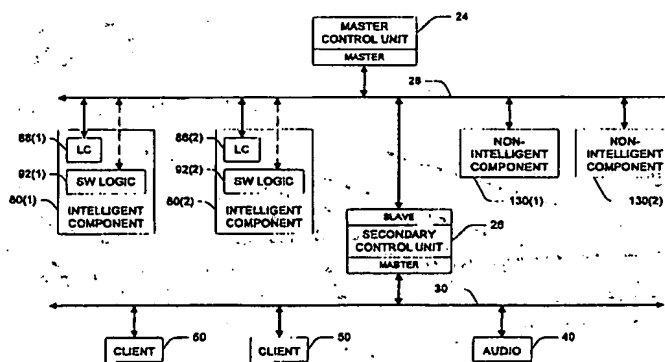 MASTER
CONTROL UNIT
MASTER
24
28
88(1)
LC
92(1)
SW LOGIC
80(1)
INTELLIGENT
COMPONENT
88(2)
LC
92(2)
SW LOGIC
80(2)
INTELLIGENT
COMPONENT
NON-
INTELLIGENT
COMPONENT
130(1)
NON-
INTELLIGENT
COMPONENT
130(2)
SLAVE
SECONDARY
CONTROL UNIT
MASTER
26
30
CLIENT
60
CLIENT
50
AUDIO
40